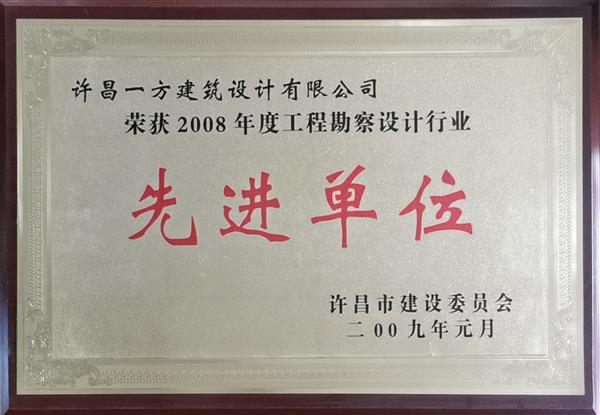 许昌一方建筑设计有限公司
荣获2008年度工程勘察设计行业
先进单位
许昌市建设委员会
二00九年元月